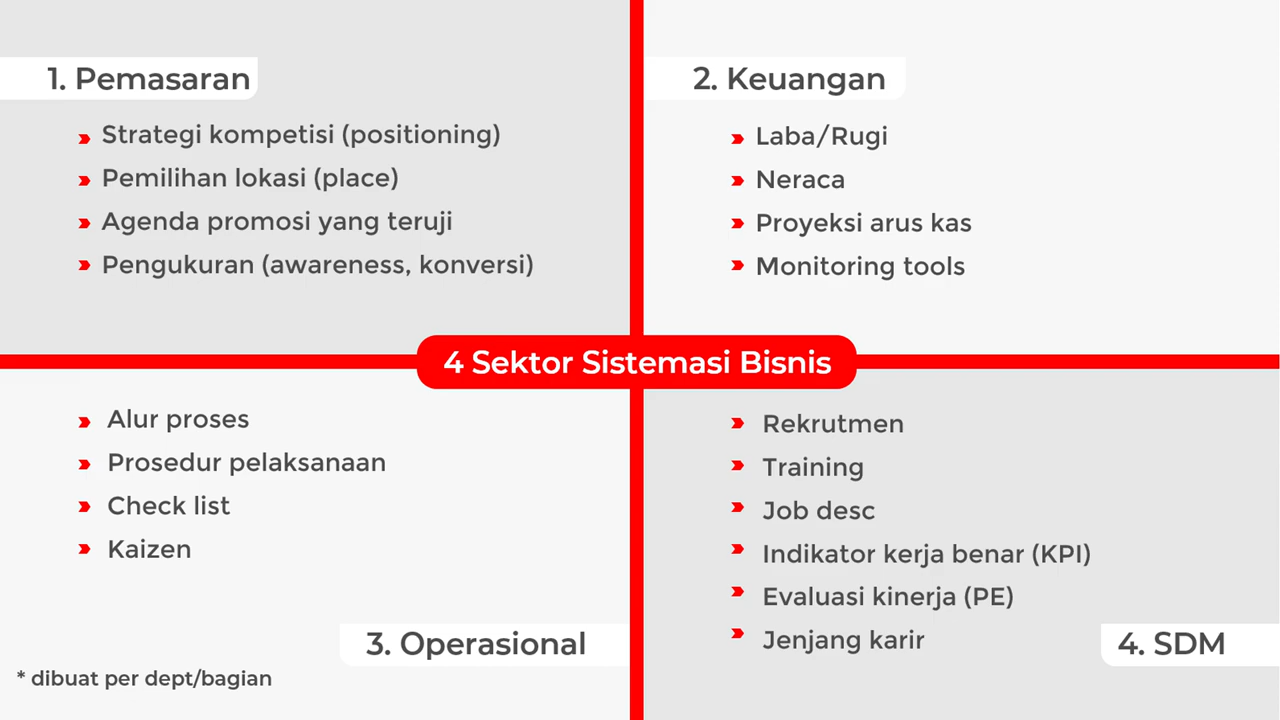 1. Pemasaran
Strategi kompetisi (positioning)
Pemilihan lokasi (place)
Agenda promosi yang teruji
Pengukuran (awareness, konversi)
2. Keuangan
Laba/Rugi
Neraca
Proyeksi arus kas
Monitoring tools
4 Sektor Sistemasi Bisnis
Alur proses
Prosedur pelaksanaan
Check list
Kaizen
3. Operasional
* dibuat per dept/bagian
Rekrutmen
Training
Job desc
Indikator kerja benar (KPI)
Evaluasi kinerja (PE)
Jenjang karir
4. SDM